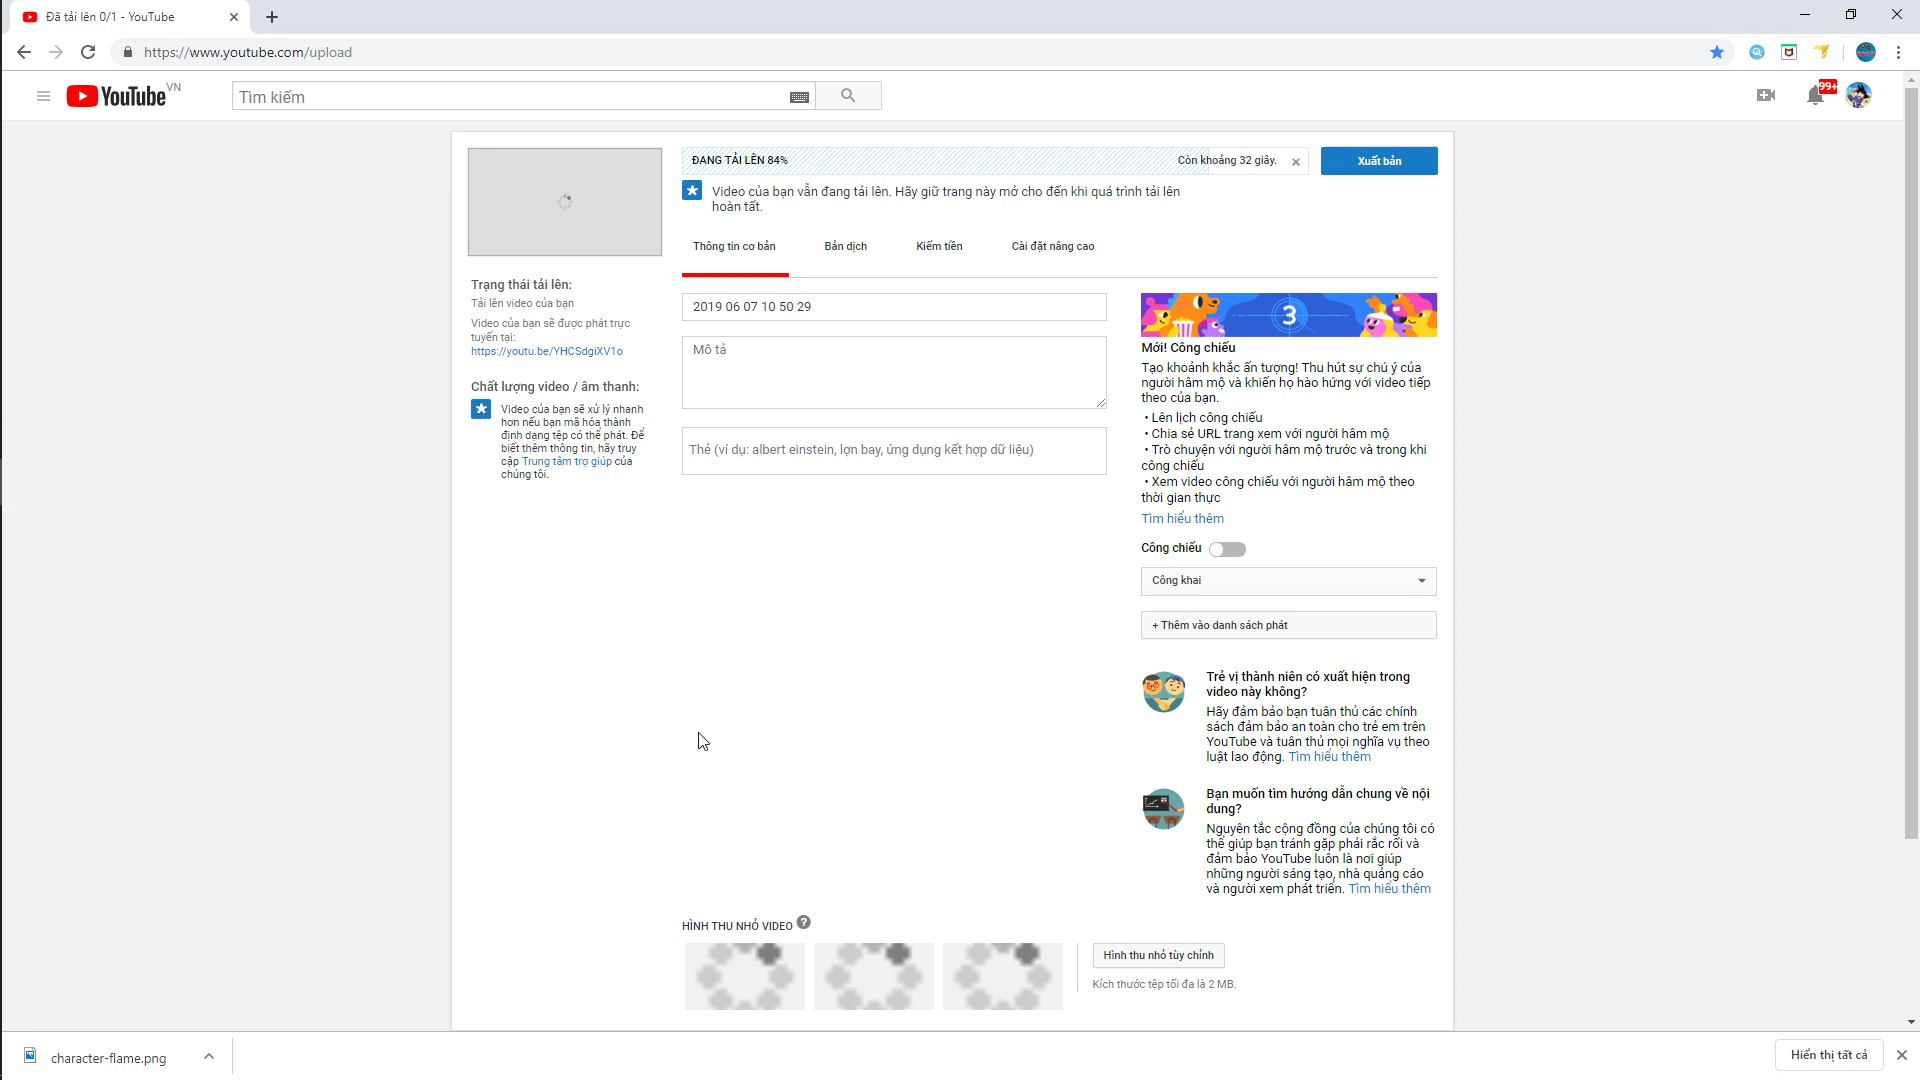 Đã tải lên 0/1 - YouTube
https://www.youtube.com/upload
YouTube VN
Tìm kiếm
99+
ĐANG TẢI LÊN 84%
Còn khoảng 32 giây.
Xuất bản
Video của bạn vẫn đang tải lên. Hãy giữ trang này mở cho đến khi quá trình tải lên
hoàn tất.
Thông tin cơ bản
Bản dịch
Kiếm tiền
Cài đặt nâng cao
Trạng thái tải lên:
Tải lên video của bạn
Video của bạn sẽ được phát trực
tuyến tại:
https://youtu.be/YHCSdgiXV1o
Chất lượng video / âm thanh:
Video của bạn sẽ xử lý nhanh
hơn nếu bạn mã hóa thành
định dạng tệp có thể phát. Để
biết thêm thông tin, hãy truy
cập Trung tâm trợ giúp của
chúng tôi.
2019 06 07 10 50 29
Mô tả
Thẻ (ví dụ: albert einstein, lợn bay, ứng dụng kết hợp dữ liệu)
3
Mới! Công chiếu
Tạo khoảnh khắc ấn tượng! Thu hút sự chú ý của
người hâm mộ và khiến họ hào hứng với video tiếp
theo của bạn.
• Lên lịch công chiếu
• Chia sẻ URL trang xem với người hâm mộ
• Trò chuyện với người hâm mộ trước và trong khi
công chiếu
• Xem video công chiếu với người hâm mộ theo
thời gian thực
Tìm hiểu thêm
Công chiếu
Công khai
+ Thêm vào danh sách phát
Trẻ vị thành niên có xuất hiện trong
video này không?
Hãy đảm bảo bạn tuân thủ các chính
sách đảm bảo an toàn cho trẻ em trên
YouTube và tuân thủ mọi nghĩa vụ theo
luật lao động. Tìm hiểu thêm
Bạn muốn tìm hướng dẫn chung về nội
dung?
Nguyên tắc cộng đồng của chúng tôi có
thể giúp bạn tránh gặp phải rắc rối và
đảm bảo YouTube luôn là nơi giúp
những người sáng tạo, nhà quảng cáo
và người xem phát triển. Tìm hiểu thêm
HÌNH THU NHỎ VIDEO
Hình thu nhỏ tùy chỉnh
Kích thước tệp tối đa là 2 MB.
character-flame.png
Hiển thị tất cả